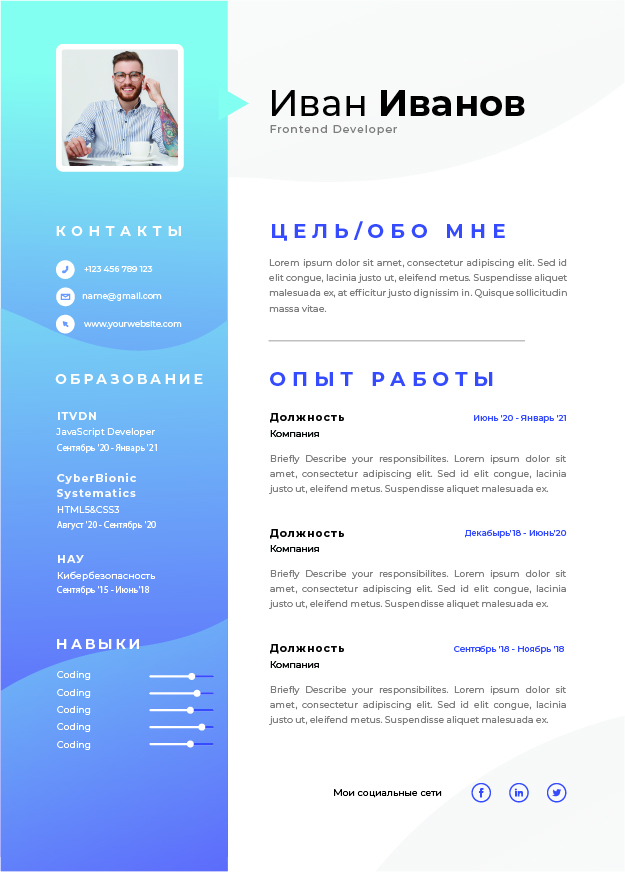 Иван Иванов
Frontend Developer
КОНТАКТЫ
+123 456 789 123
name@gmail.com
www.yourwebsite.com
ОБРАЗОВАНИЕ
ITVDN
JavaScript Developer
Сентябрь '20 - Январь '21
CyberBionic
Systematics
HTML5&CSS3
Август '20 - Сентябрь '20
НАУ
Кибербезопасность
Сентябрь '15 - Июнь'18
НАВЫКИ
Coding
Coding
Coding
Coding
Coding
ЦЕЛЬ/ОБО МНЕ
Lorem ipsum dolor sit amet, consectetur adipiscing elit. Sed id
elit congue, lacinia justo ut, eleifend metus. Suspendisse aliquet
malesuada ex, at efficitur justo dignissim in. Quisque sollicitudin
massa vitae.
ОПЫТ РАБОТЫ
Должность Июнь '20 - Январь '21
Компания
Briefly Describe your responsibilites. Lorem ipsum dolor sit
amet, consectetur adipiscing elit. Sed id elit congue, lacinia
justo ut, eleifend metus. Suspendisse aliquet malesuada ex.
Должность Декабырь'18 - Июнь'20
Компания
Briefly Describe your responsibilites. Lorem ipsum dolor sit
amet, consectetur adipiscing elit. Sed id elit congue, lacinia
justo ut, eleifend metus. Suspendisse aliquet malesuada ex.
Должность Сентябрь '18 - Ноябрь '18
Компания
Briefly Describe your responsibilites. Lorem ipsum dolor sit
amet, consectetur adipiscing elit. Sed id elit congue, lacinia
justo ut, eleifend metus. Suspendisse aliquet malesuada ex.
Мои социальные сети